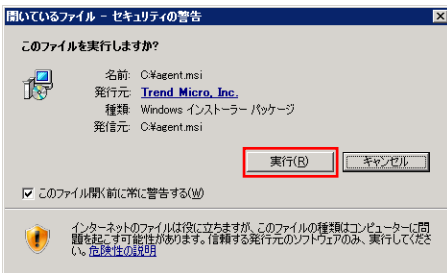 開いているファイル - セキュリティの警告
このファイルを実行しますか?
名前: C:¥agent.msi
発行元: Trend Micro, Inc.
種類: Windows インストーラー パッケージ
発信元: C:¥agent.msi
実行(R) キャンセル
このファイル開く前に常に警告する(W)
インターネットのファイルは役に立ちますが、このファイルの種類はコンピューターに問
題を起こす可能性があります。信頼する発行元のソフトウェアのみ、実行してくださ
い。危険性の説明